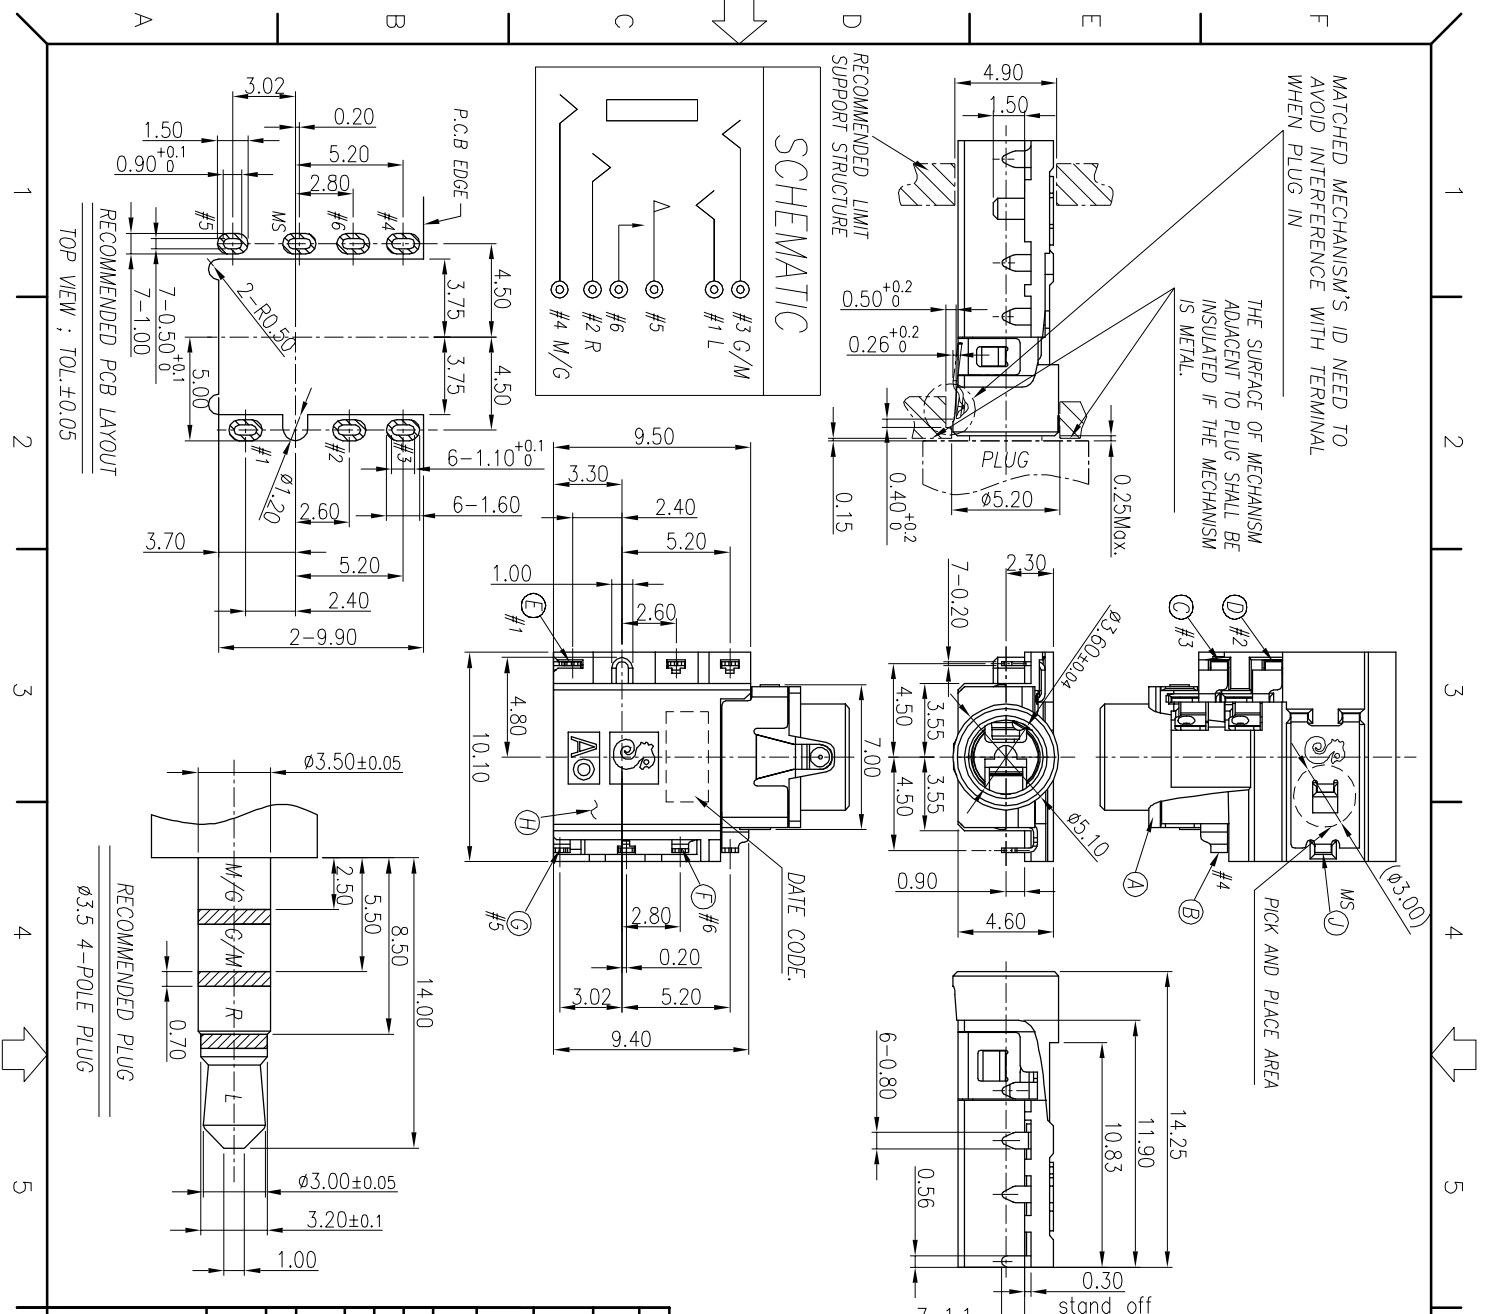 A
B
C
D
E
F
1
2
3
4
5
1
2
3
4
5
MATCHED MECHANISM'S ID NEED TO
AVOID INTERFERENCE WITH TERMINAL
WHEN PLUG IN
THE SURFACE OF MECHANISM
ADJACENT TO PLUG SHALL BE
INSULATED IF THE MECHANISM
IS METAL.
RECOMMENDED LIMIT
SUPPORT STRUCTURE
4.90
1.50
0.50 +0.2 0
0.26 +0.2 0
PLUG
ø5.20
0.25Max.
0.40 +0.2 0
0.15
SCHEMATIC
#3 G/M
#1 L
#5
#6
#2 R
#4 M/G
P.C.B EDGE
3.02
0.20
1.50
5.20
0.90 +0.1 0
2.80
#5
MS
#6
#4
4.50
3.75
2-R0.50
3.75
4.50
7-0.50 +0.1 0
7-1.00
5.00
#1
#2
#3
6-1.10 +0.1 0
6-1.60
ø1.20
2.60
3.70
5.20
2.40
2-9.90
RECOMMENDED PCB LAYOUT
TOP VIEW ; TOL.±0.05
9.50
3.30
2.40
5.20
1.00
2.60
E #1
4.80
10.10
7.00
AO
H
DATE CODE.
G #5
F #6
2.80
0.20
3.02
5.20
9.40
2.30
7-0.20
ø3.60±0.04
4.50
3.55
4.50
3.55
ø5.10
0.90
4.60
C #3
D #2
A
B #4
MS J
(ø3.00)
PICK AND PLACE AREA
14.25
11.90
10.83
6-0.80
0.56
0.30
stand off
7-1.1
ø3.50±0.05
M/G
G/M
R
L
2.50
5.50
8.50
14.00
0.70
ø3.00±0.05
3.20±0.1
1.00
RECOMMENDED PLUG
ø3.5 4-POLE PLUG